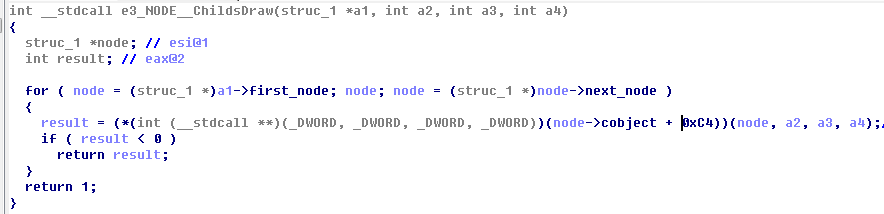 int __stdcall e3_NODE__ChildsDraw(struc_1 *a1, int a2, int a3, int a4)
{
  struc_1 *node; // esi@1
  int result; // eax@2

  for ( node = (struc_1 *)a1->first_node; node; node = (struc_1 *)node->next_node )
  {
    result = (*(int (__stdcall **)(_DWORD, _DWORD, _DWORD, _DWORD))(node->cobject + 0xC4))(node, a2, a3, a4);/
    if ( result < 0 )
      return result;
  }
  return 1;
}